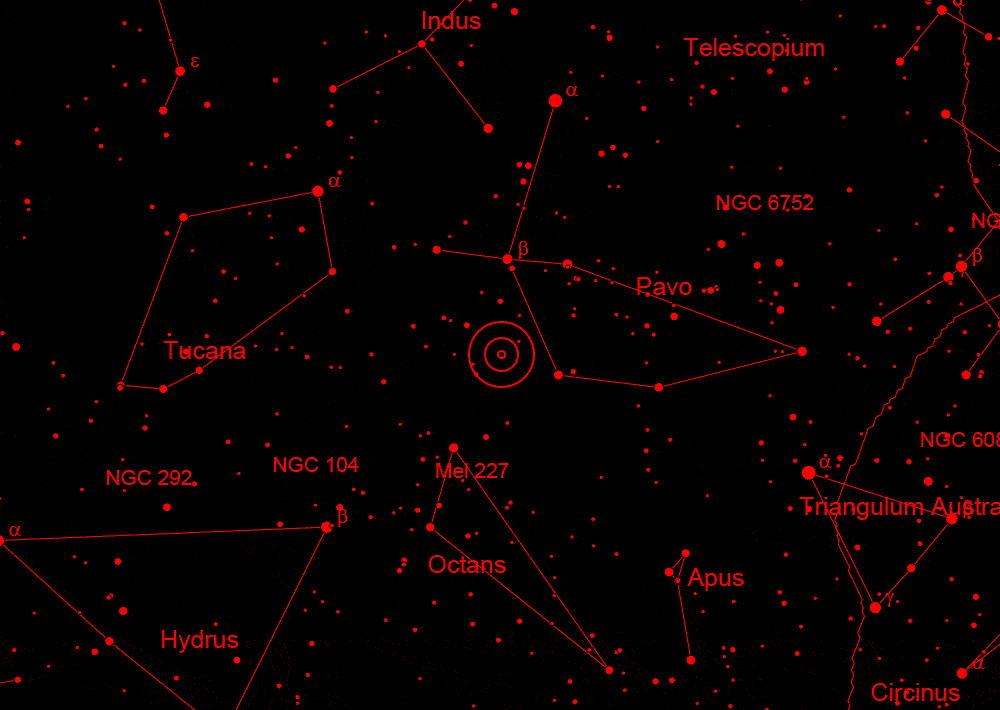 Indus
α
Telescopium
ε
α
α
NGC 6752
NG
β
β
Pavo
Tucana
NGC 608
α
NGC 104
Mel 227
NGC 292
Triangulum Austra
β
β
α
Octans
Apus
γ
Hydrus
α
Circinus